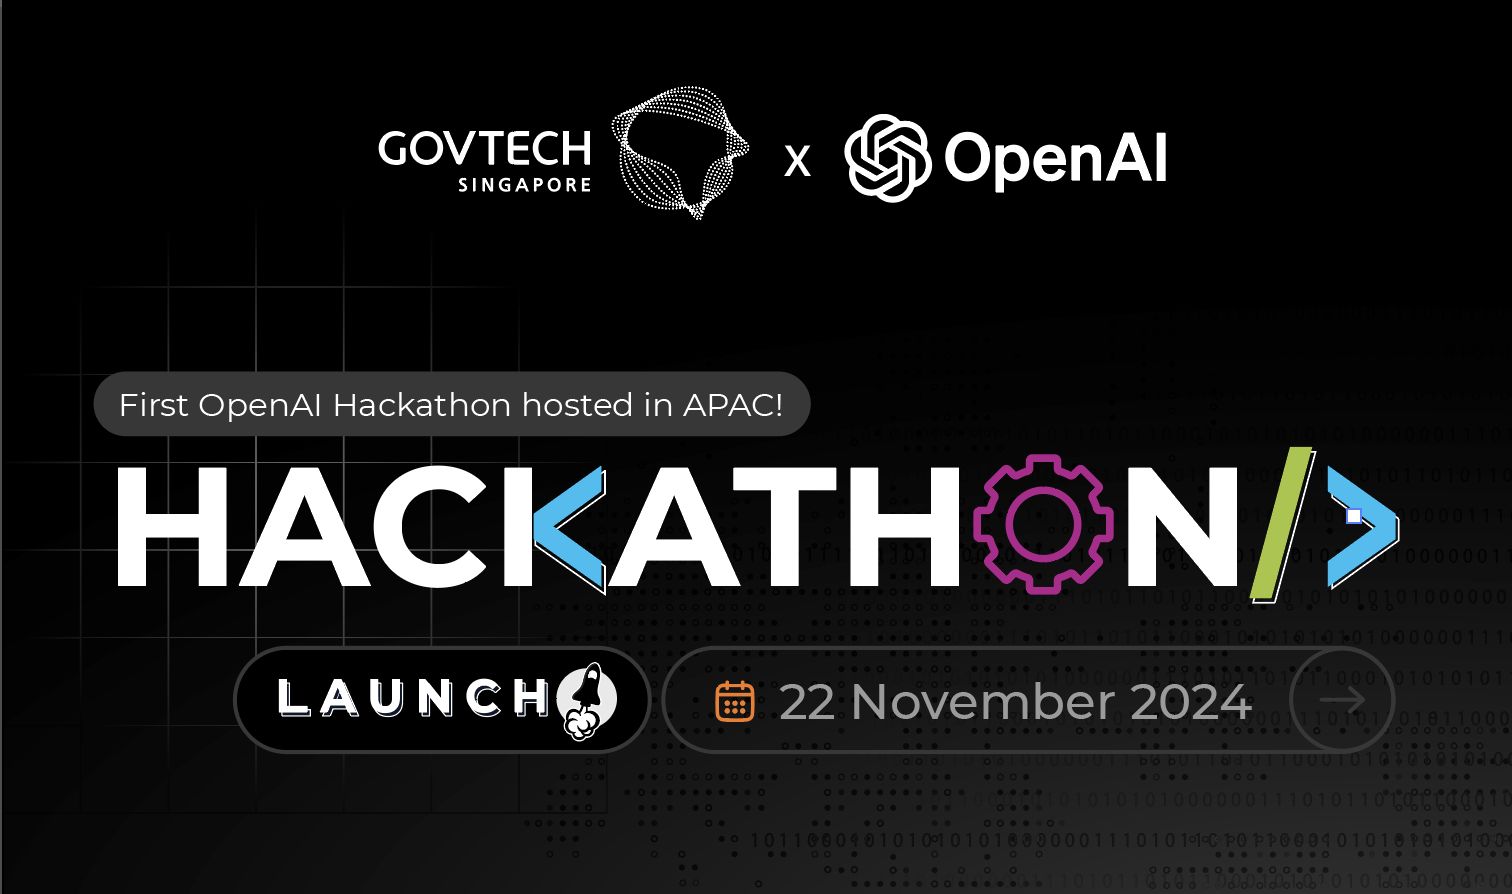 GOVTECH
SINGAPORE
x
OpenAI
First OpenAI Hackathon hosted in APAC!
HACKATHON/>
LAUNCH
22 November 2024